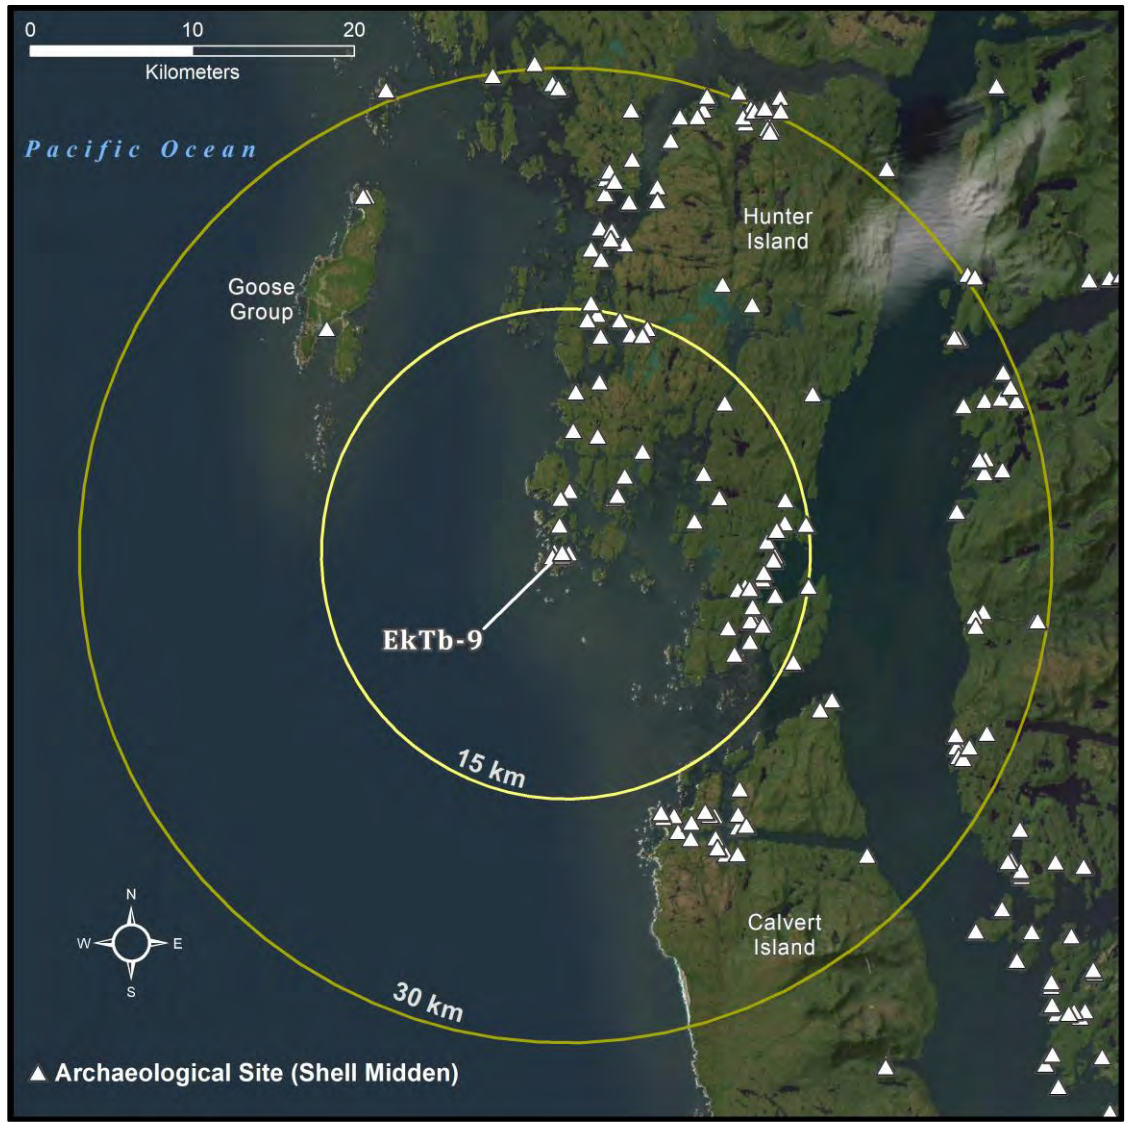 0 10 20
Kilometers
Pacific Ocean
Hunter
Island
Goose
Group
EkTb-9
15 km
N
W E
S
Calvert
Island
30 km
Archaeological Site (Shell Midden)